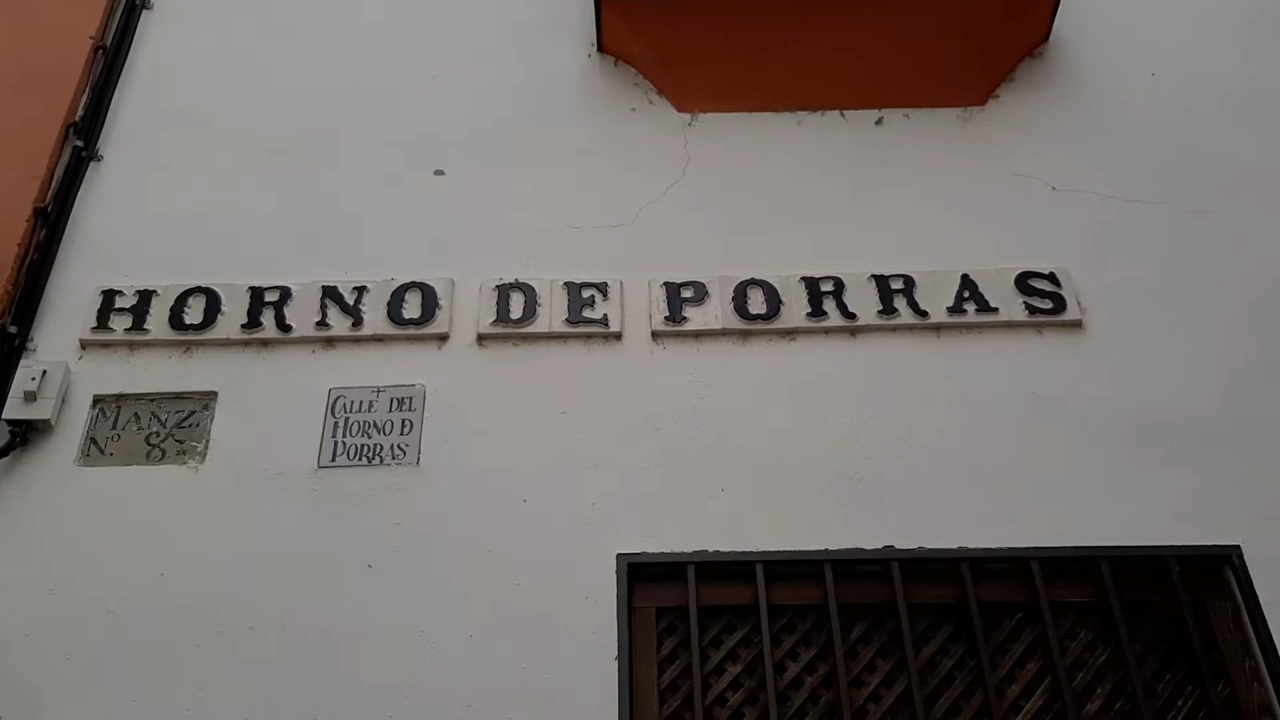 HORNO DE PORRAS
MANZ.
Nº 8
CALLE DEL
HORNO D
PORRAS